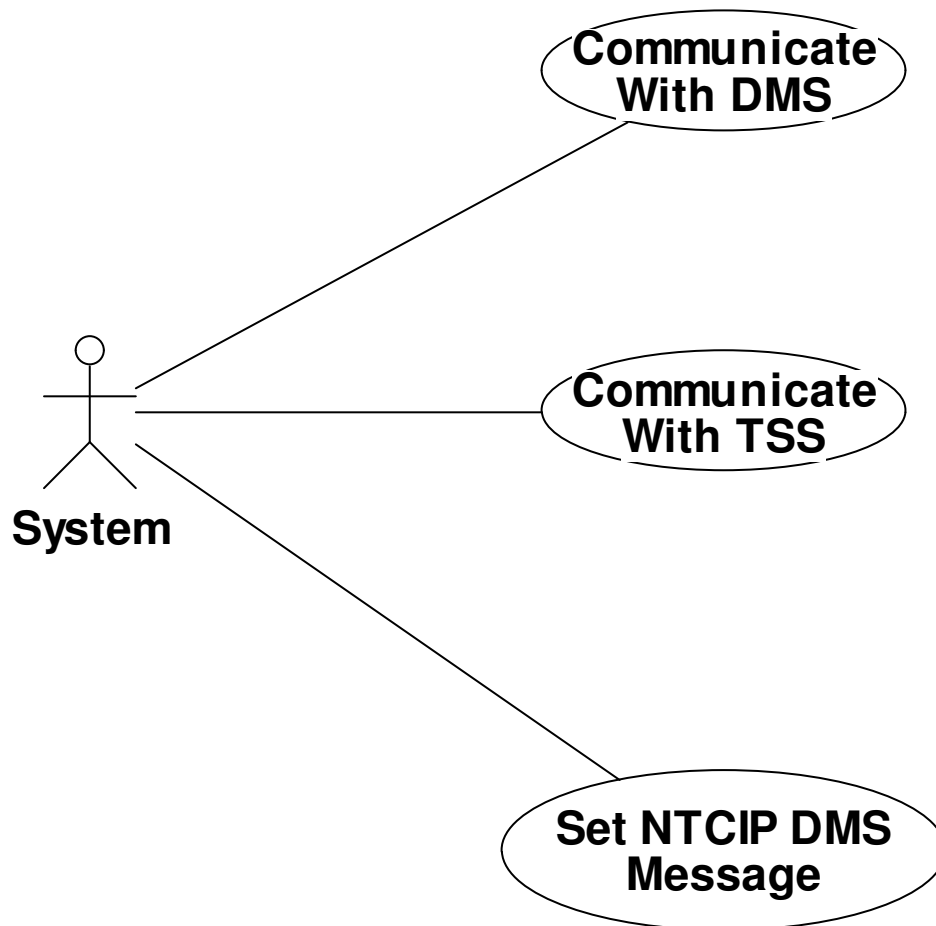 Communicate
With DMS
Communicate
With TSS
System
Set NTCIP DMS
Message